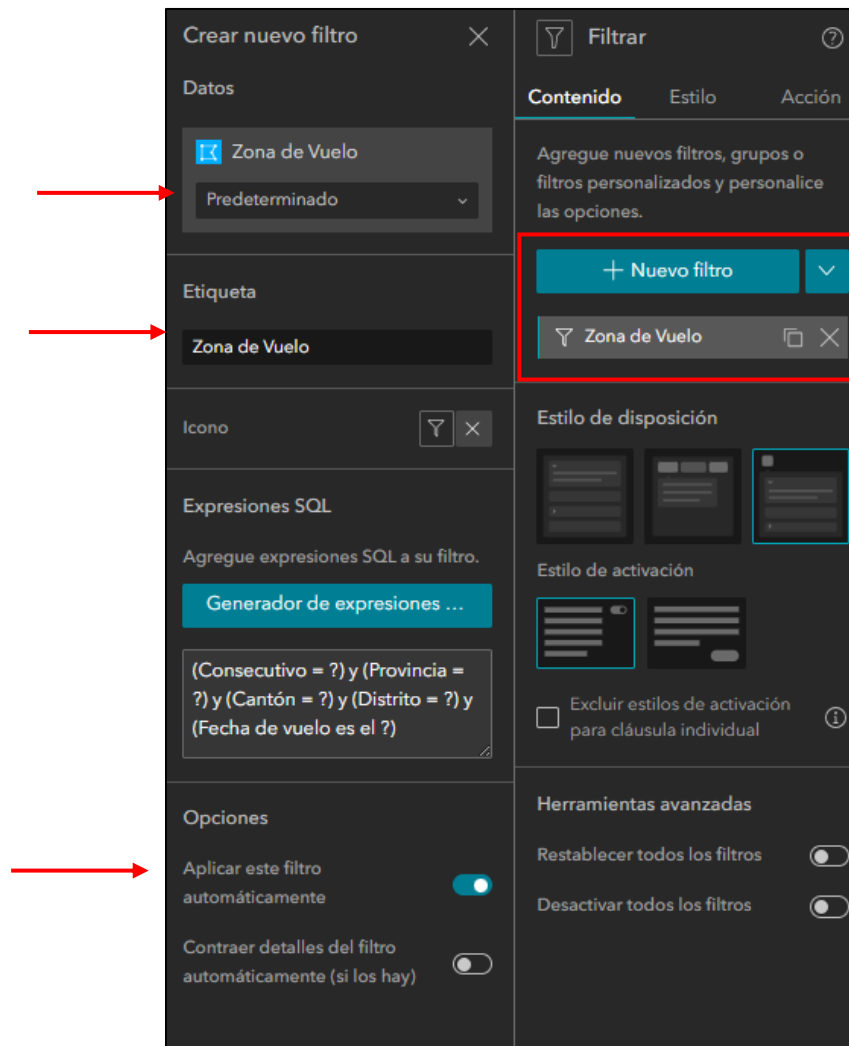 Crear nuevo filtro
Datos
Zona de Vuelo
Predeterminado
Etiqueta
Zona de Vuelo
Icono
Expresiones SQL
Agregue expresiones SQL a su filtro.
Generador de expresiones ...
(Consecutivo = ?) y (Provincia =
?) y (Cantón = ?) y (Distrito = ?) y
(Fecha de vuelo es el ?)
Opciones
Aplicar este filtro
automáticamente
Contraer detalles del filtro
automáticamente (si los hay)
Filtrar
Contenido Estilo Acción
Agregue nuevos filtros, grupos o
filtros personalizados y personalice
las opciones.
+ Nuevo filtro
Zona de Vuelo
Estilo de disposición
Estilo de activación
Excluir estilos de activación
para cláusula individual
Herramientas avanzadas
Restablecer todos los filtros
Desactivar todos los filtros